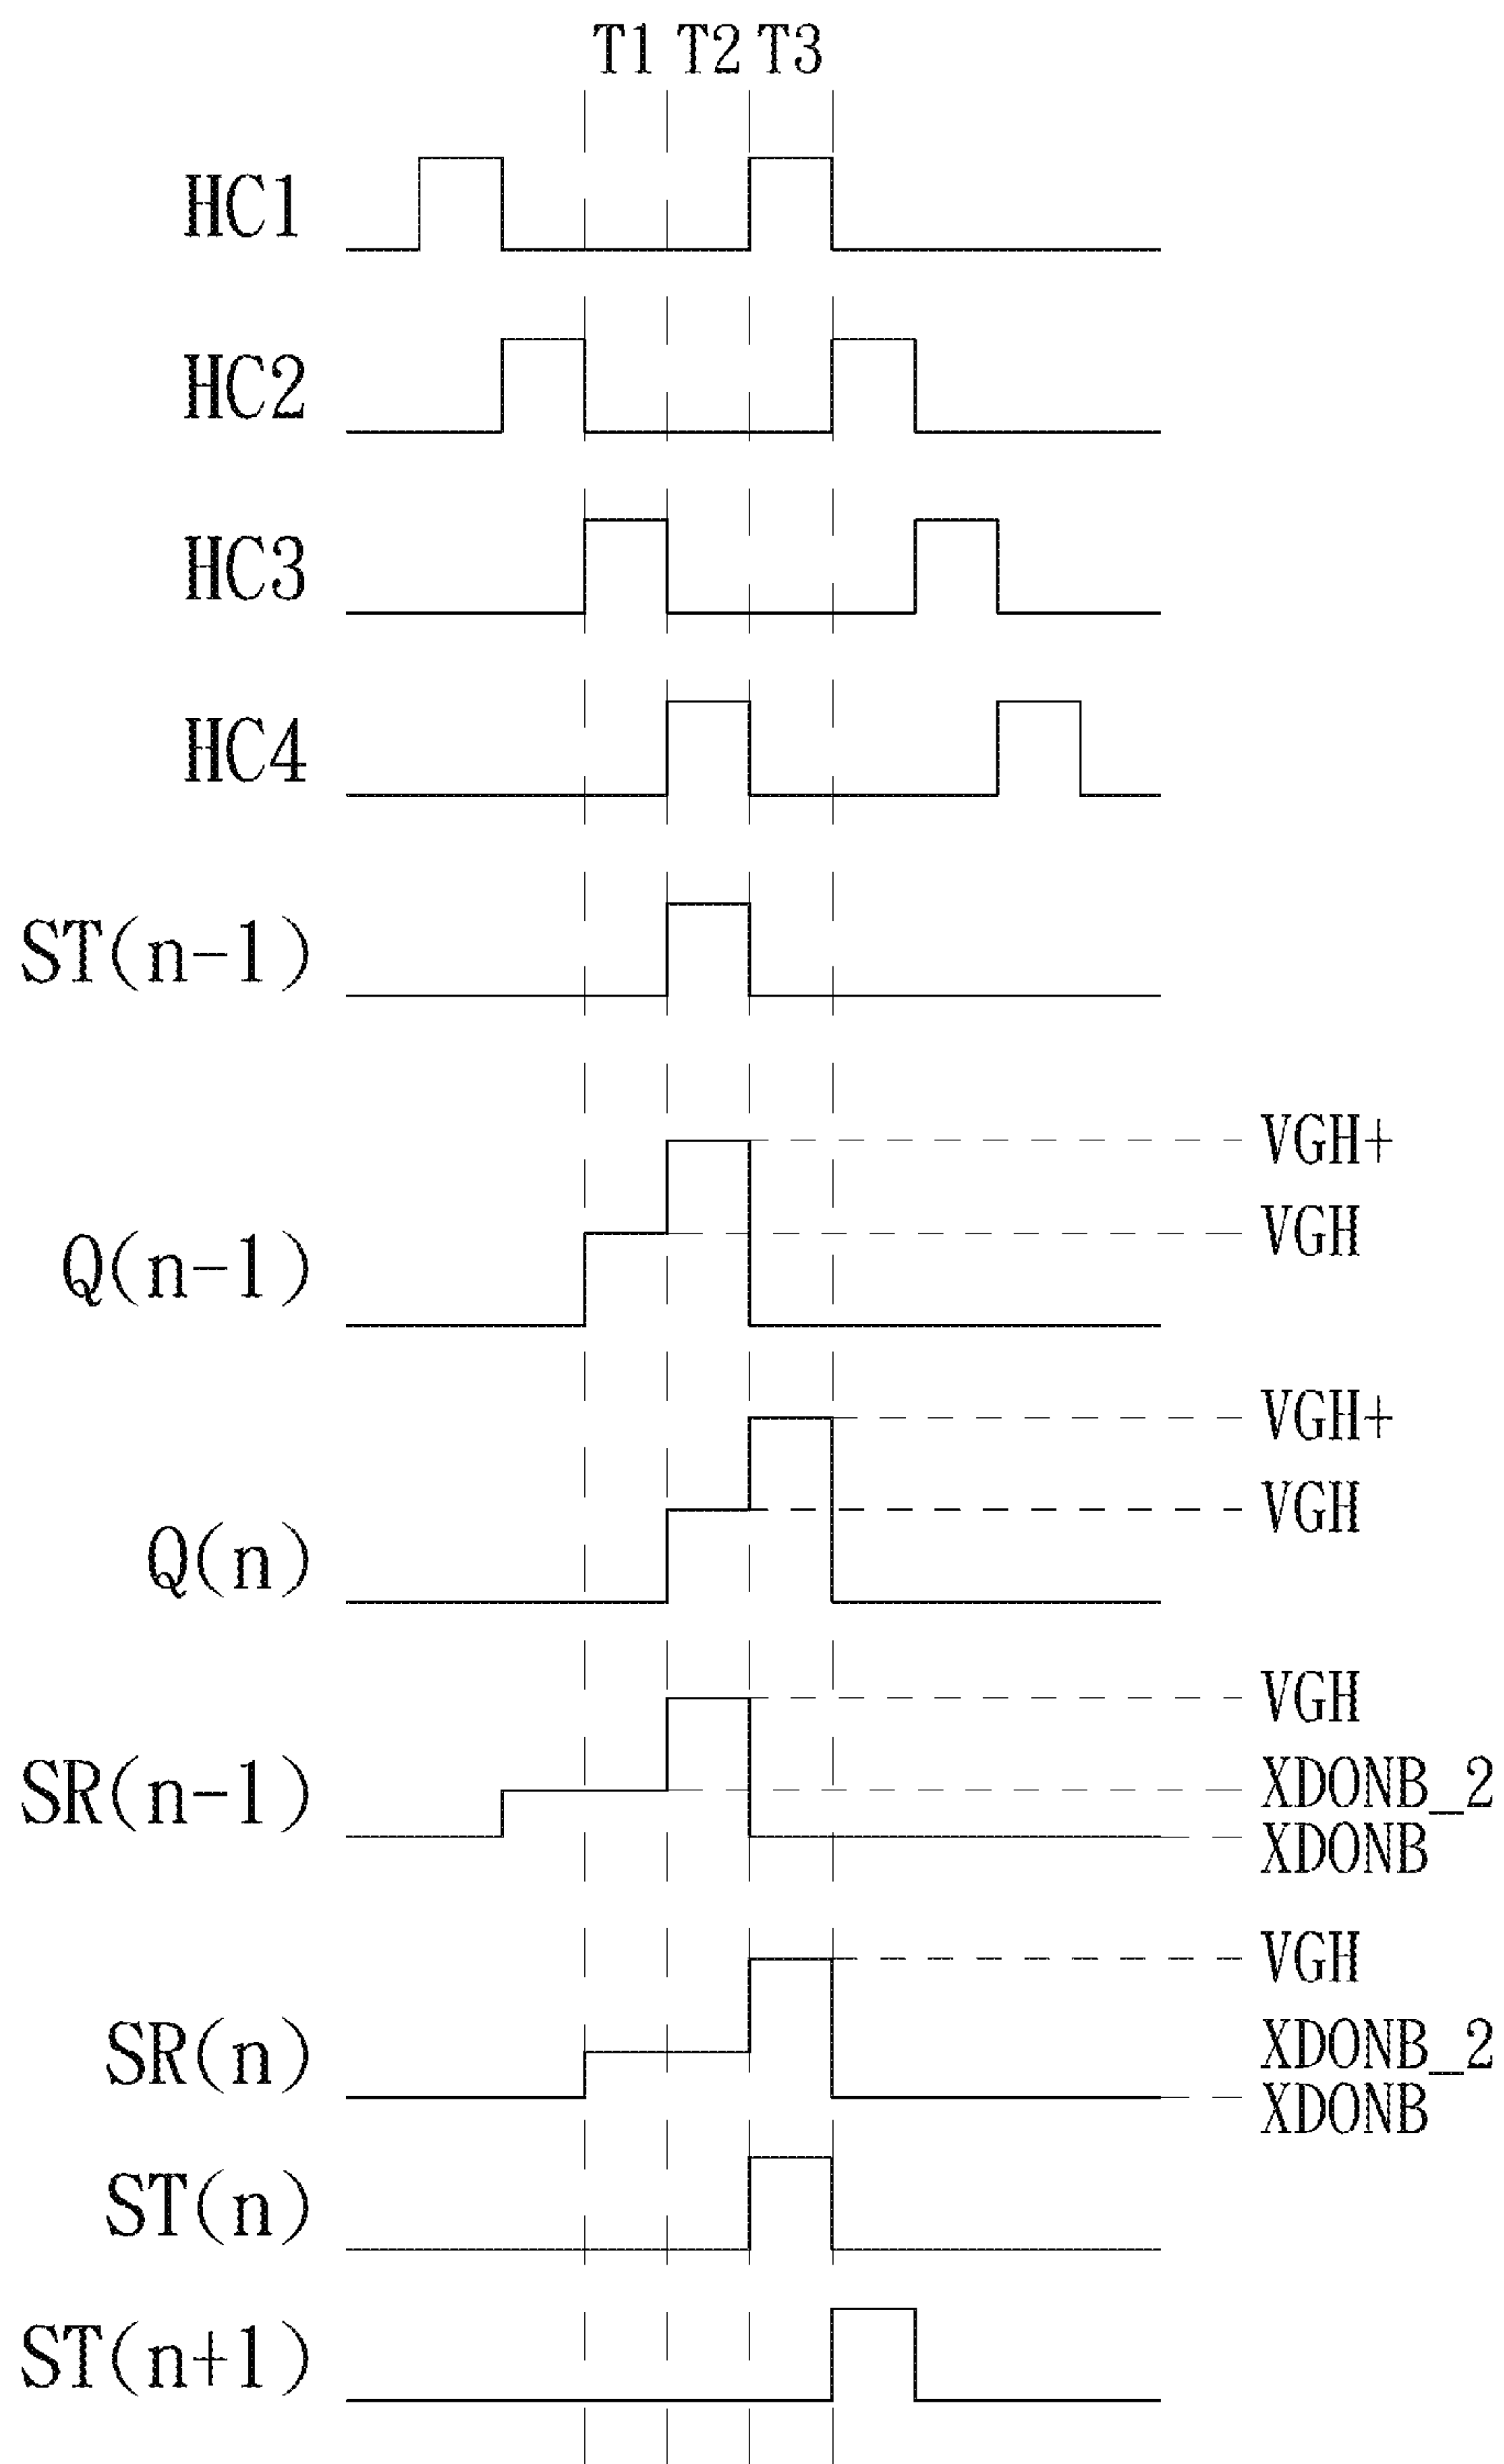 T1 T2 T3
HC1
HC2
HC3
HC4
ST(n-1)
VGH+
VGH
Q(n-1)
VGH+
VGH
Q(n)
VGH
XDONB_2
SR(n-1)
XDONB
VGH
XDONB_2
SR(n)
XDONB
ST(n)
ST(n+1)